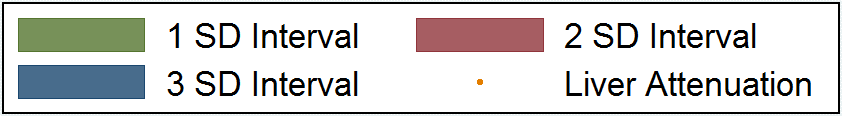 1 SD Interval 2 SD Interval
3 SD Interval Liver Attenuation